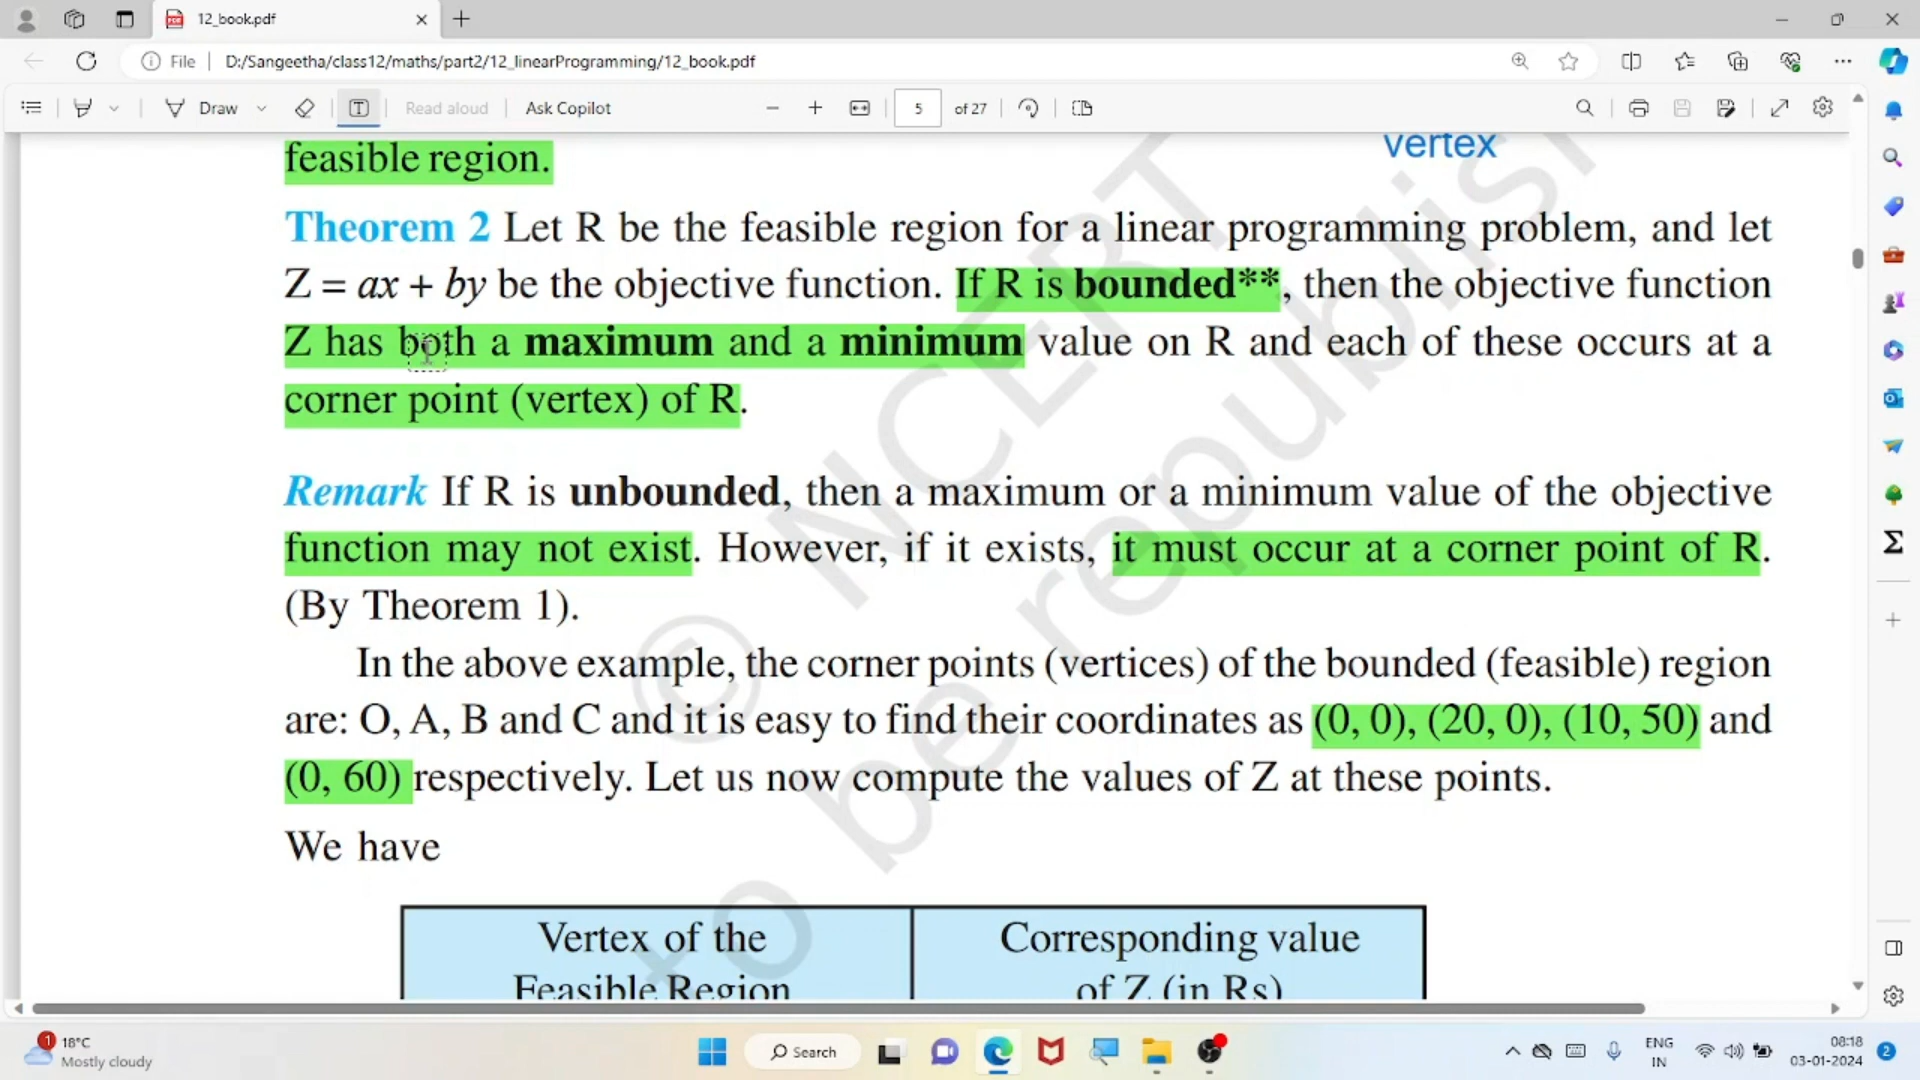 12_book.pdf
File D:/Sangeetha/class12/maths/part2/12_linearProgramming/12_book.pdf
Draw Read aloud Ask Copilot 5 of 27
vertex
feasible region.
Theorem 2 Let R be the feasible region for a linear programming problem, and let
Z = ax + by be the objective function. If R is bounded**, then the objective function
Z has both a maximum and a minimum value on R and each of these occurs at a
corner point (vertex) of R.
Remark If R is unbounded, then a maximum or a minimum value of the objective
function may not exist. However, if it exists, it must occur at a corner point of R.
(By Theorem 1).
In the above example, the corner points (vertices) of the bounded (feasible) region
are: O, A, B and C and it is easy to find their coordinates as (0, 0), (20, 0), (10, 50) and
(0, 60) respectively. Let us now compute the values of Z at these points.
We have
Vertex of the Corresponding value
Feasible Region of Z (in Rs)
© NCERT
to be republis
1 18°C
Mostly cloudy
Search
ENG
IN
08:18
03-01-2024
2